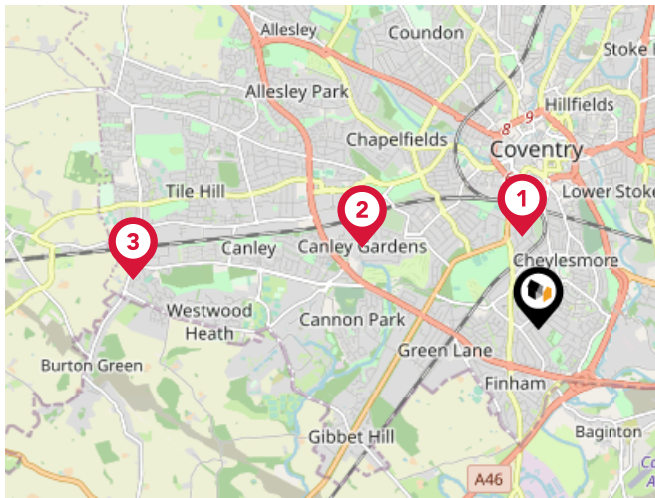 Allesley
Coundon
Stoke
Allesley Park
Hillfields
8
9
Chapelfields
Coventry
Tile Hill
Lower Stoke
1
2
3
Canley
Canley Gardens
Cheylesmore
Westwood
Heath
Cannon Park
Green Lane
Burton Green
Finham
Gibbet Hill
Baginton
A46